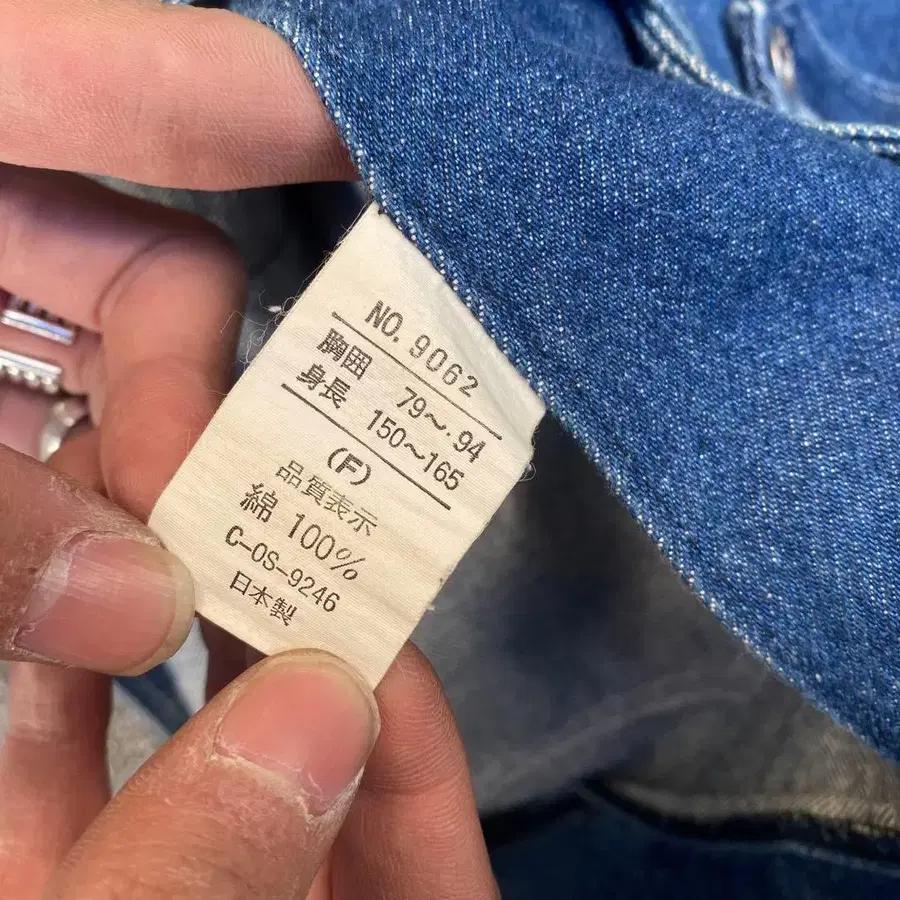 NO. 9062
胸囲 79〜94
身長 150〜165
(F)
品質表示
綿 100%
C-OS-9246
日本製